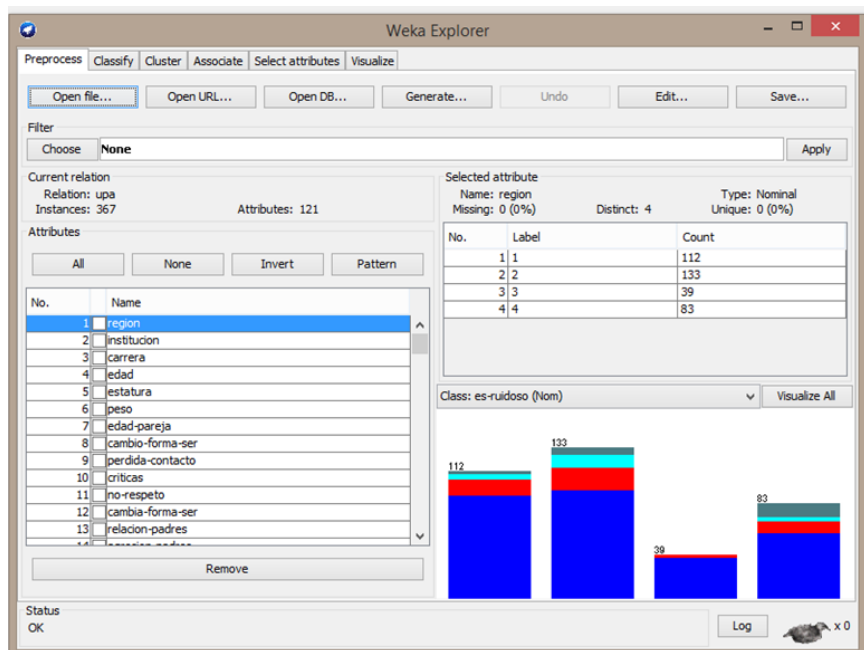 Weka Explorer
Preprocess Classify Cluster Associate Select attributes Visualize
Open file... Open URL... Open DB... Generate... Undo Edit... Save...
Filter
Choose None Apply
Current relation
Relation: upa
Instances: 367 Attributes: 121
Attributes
All None Invert Pattern
No. Name
1 region
2 institucion
3 carrera
4 edad
5 estatura
6 peso
7 edad-pareja
8 cambio-forma-ser
9 perdida-contacto
10 criticas
11 no-respeto
12 cambia-forma-ser
13 relacion-padres
Remove
Selected attribute
Name: region Type: Nominal
Missing: 0 (0%) Distinct: 4 Unique: 0 (0%)
No. Label Count
1 1 112
2 2 133
3 3 39
4 4 83
Class: es-ruidoso (Nom) Visualize All
112
133
39
83
Status
OK
Log x 0